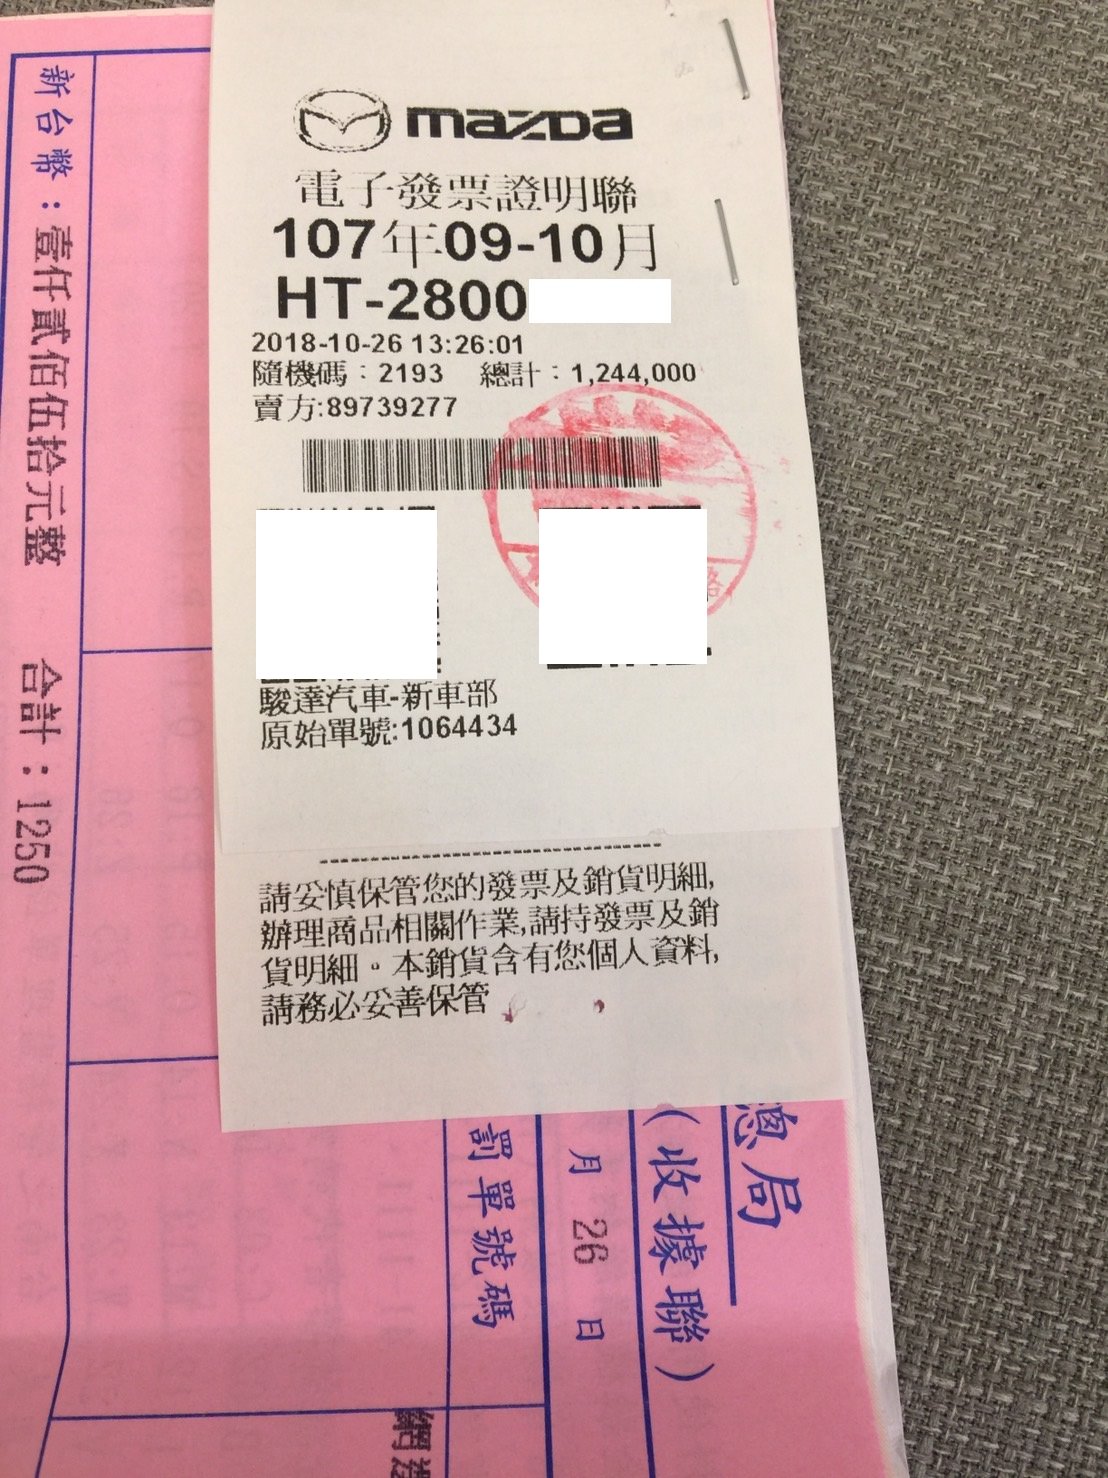 mazda
電子發票證明聯
107年09-10月
HT-2800
2018-10-26 13:26:01
隨機碼：2193 總計：1,244,000
賣方:89739277
駿達汽車-新車部
原始單號:1064434
請妥慎保管您的發票及銷貨明細,
辦理商品相關作業,請持發票及銷
貨明細。本銷貨含有您個人資料,
請務必妥善保管
總局
(收據聯)
月 26 日
罰單號碼
新台幣：壹仟貳佰伍拾元整 合計：1250